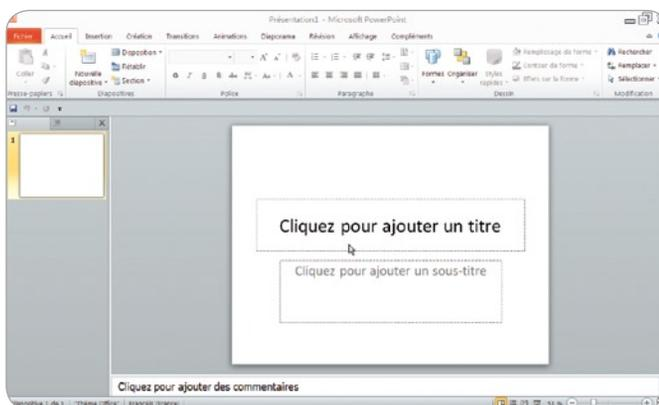 Présentation1 - Microsoft PowerPoint
Fichier Accueil Insertion Création Transitions Animations Diaporama Révision Affichage Compléments
Coller
Nouvelle diapositive
Disposition
Rétablir
Section
Formes Organiser Styles rapides
Remplissage de forme
Contour de forme
Effets sur la forme
Rechercher
Remplacer
Sélectionner
Presse-papiers Diapositives Police Paragraphe Dessin Modification
1
Cliquez pour ajouter un titre
Cliquez pour ajouter un sous-titre
Cliquez pour ajouter des commentaires
Diapositive 1 de 1 "Thème Office" Français (France)